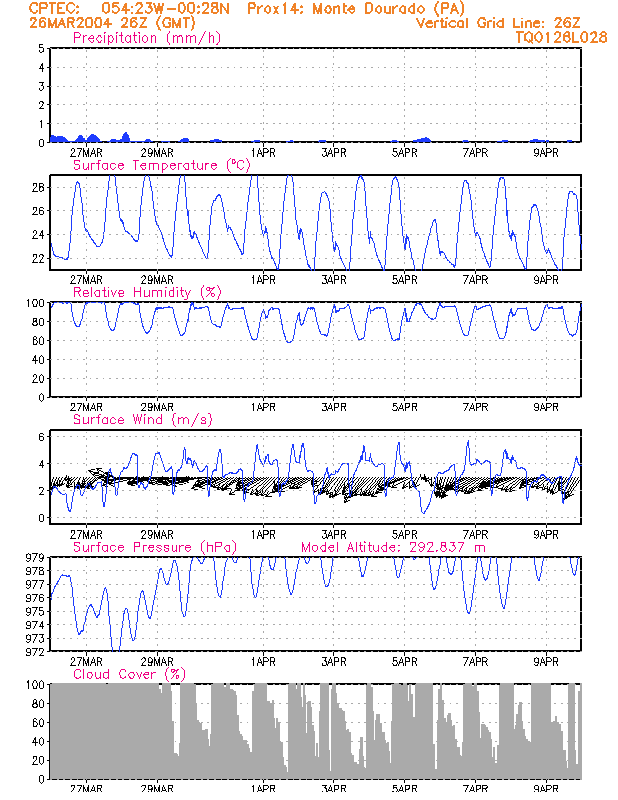 CPTEC: 054:23W-00:28N Prox14: Monte Dourado (PA)
26MAR2004 26Z (GMT) Vertical Grid Line: 26Z
Precipitation (mm/h) TQ0126L028
5
4
3
2
1
0
27MAR 29MAR 1APR 3APR 5APR 7APR 9APR
Surface Temperature (°C)
28
26
24
22
27MAR 29MAR 1APR 3APR 5APR 7APR 9APR
Relative Humidity (%)
100
80
60
40
20
0
27MAR 29MAR 1APR 3APR 5APR 7APR 9APR
Surface Wind (m/s)
6
4
2
0
27MAR 29MAR 1APR 3APR 5APR 7APR 9APR
Surface Pressure (hPa) Model Altitude: 292.837 m
979
978
977
976
975
974
973
972
27MAR 29MAR 1APR 3APR 5APR 7APR 9APR
Cloud Cover (%)
100
80
60
40
20
0
27MAR 29MAR 1APR 3APR 5APR 7APR 9APR